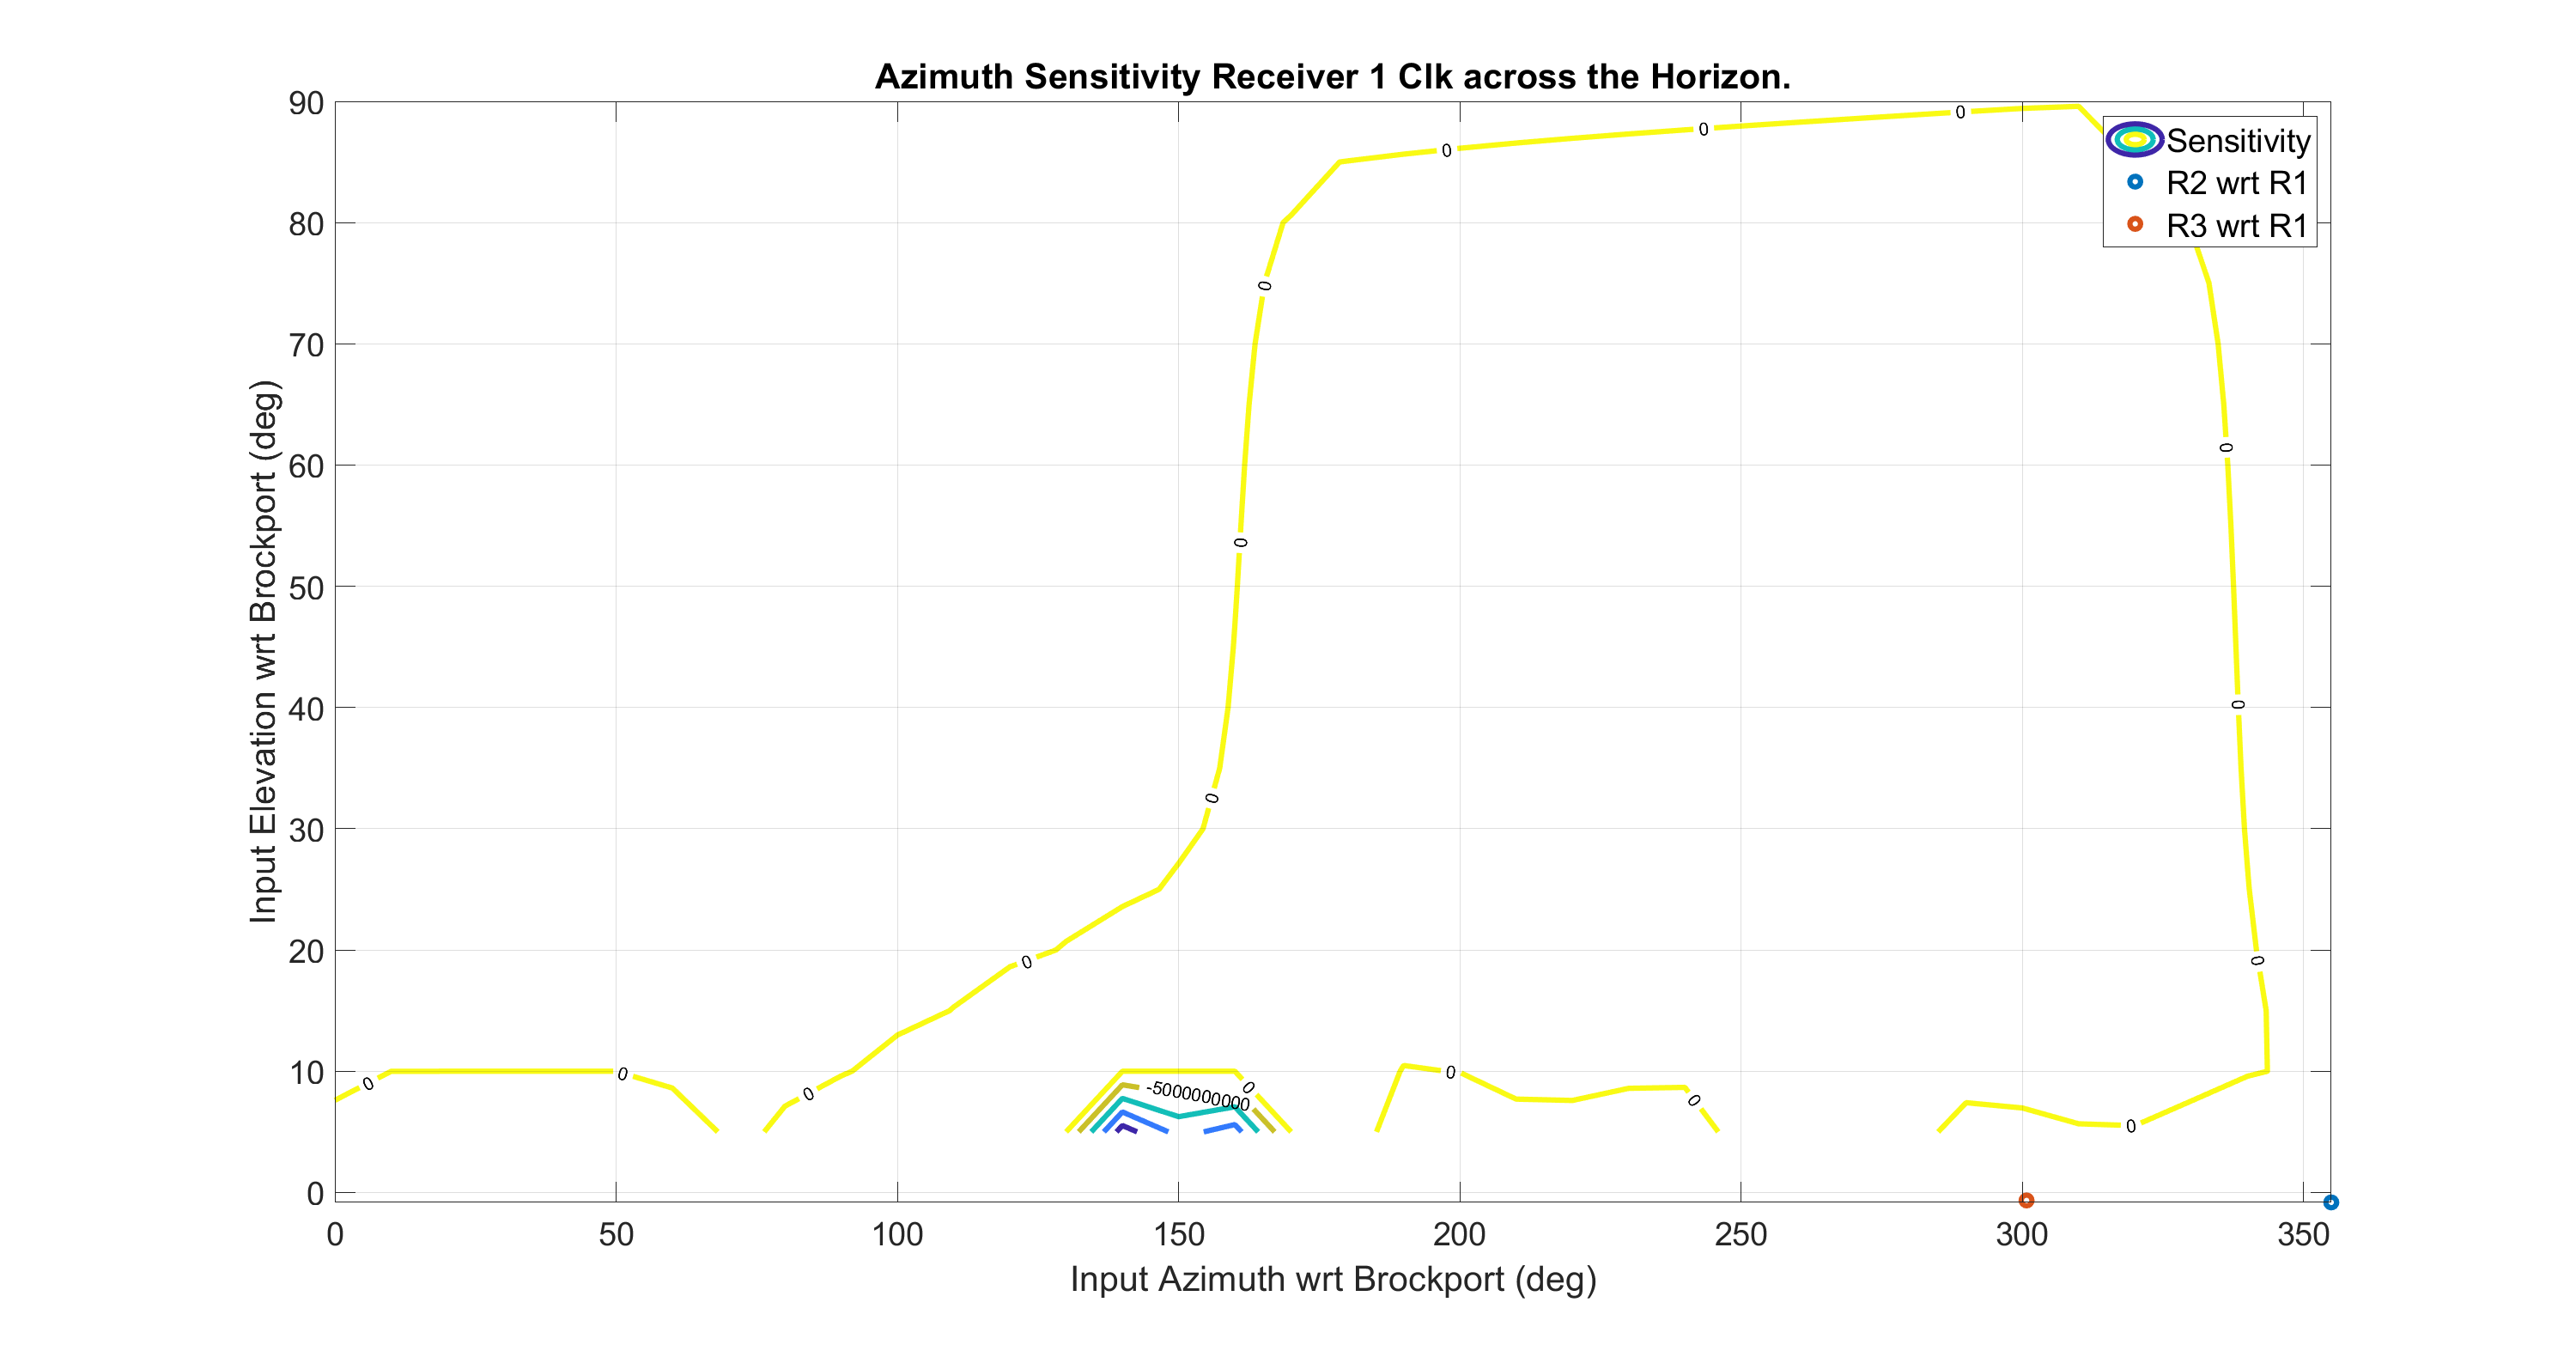 Azimuth Sensitivity Receiver 1 Clk across the Horizon.
Sensitivity
R2 wrt R1
R3 wrt R1
Input Elevation wrt Brockport (deg)
90
80
70
60
50
40
30
20
10
0
0 0 0 0
0
0
0
0
0
0
0
0
0 0 0 0 0 0
-5000000000
0
0
0 50 100 150 200 250 300 350
Input Azimuth wrt Brockport (deg)